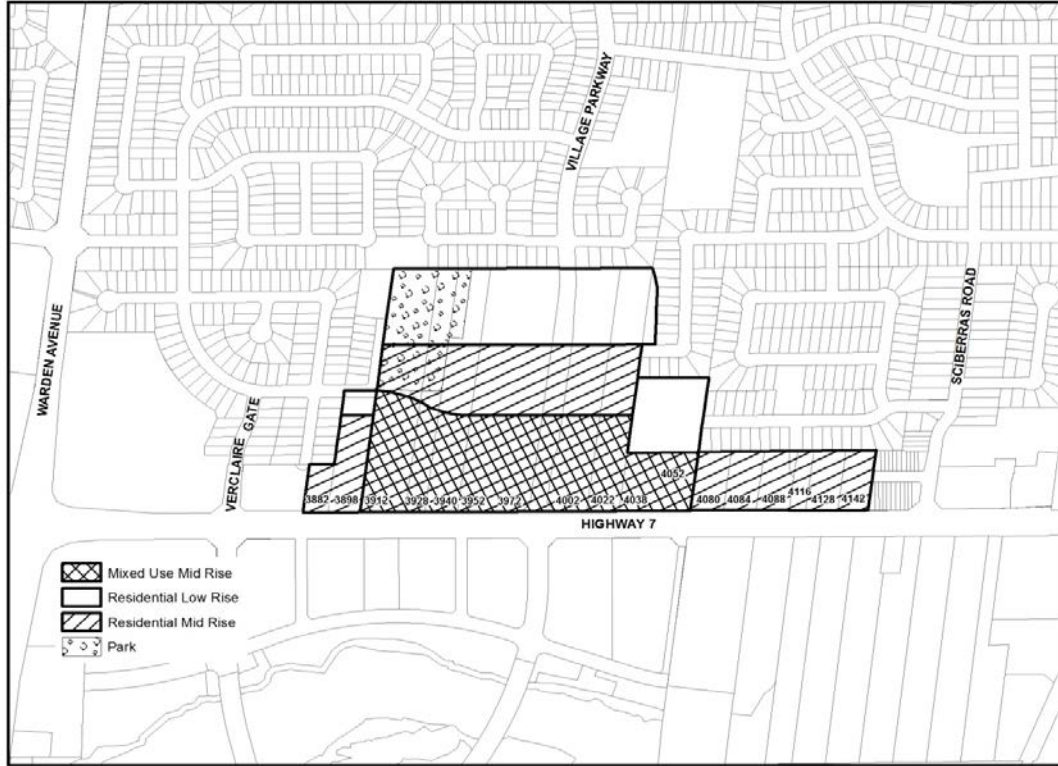 VILLAGE PARKWAY
WARDEN AVENUE
SCIBERRAS ROAD
VERCLAIRE GATE
4052
4116
3882 3898 3912 3928 3940 3952 3972 4002 4022 4038 4080 4084 4088 4128 4142
HIGHWAY 7
Mixed Use Mid Rise
Residential Low Rise
Residential Mid Rise
Park